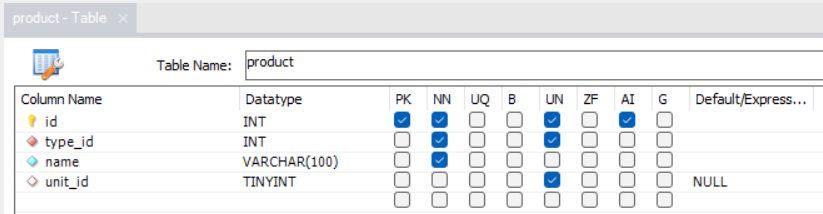 product - Table ×
Table Name: product
Column Name Datatype PK NN UQ B UN ZF AI G Default/Express...
id INT
type_id INT
name VARCHAR(100)
unit_id TINYINT NULL